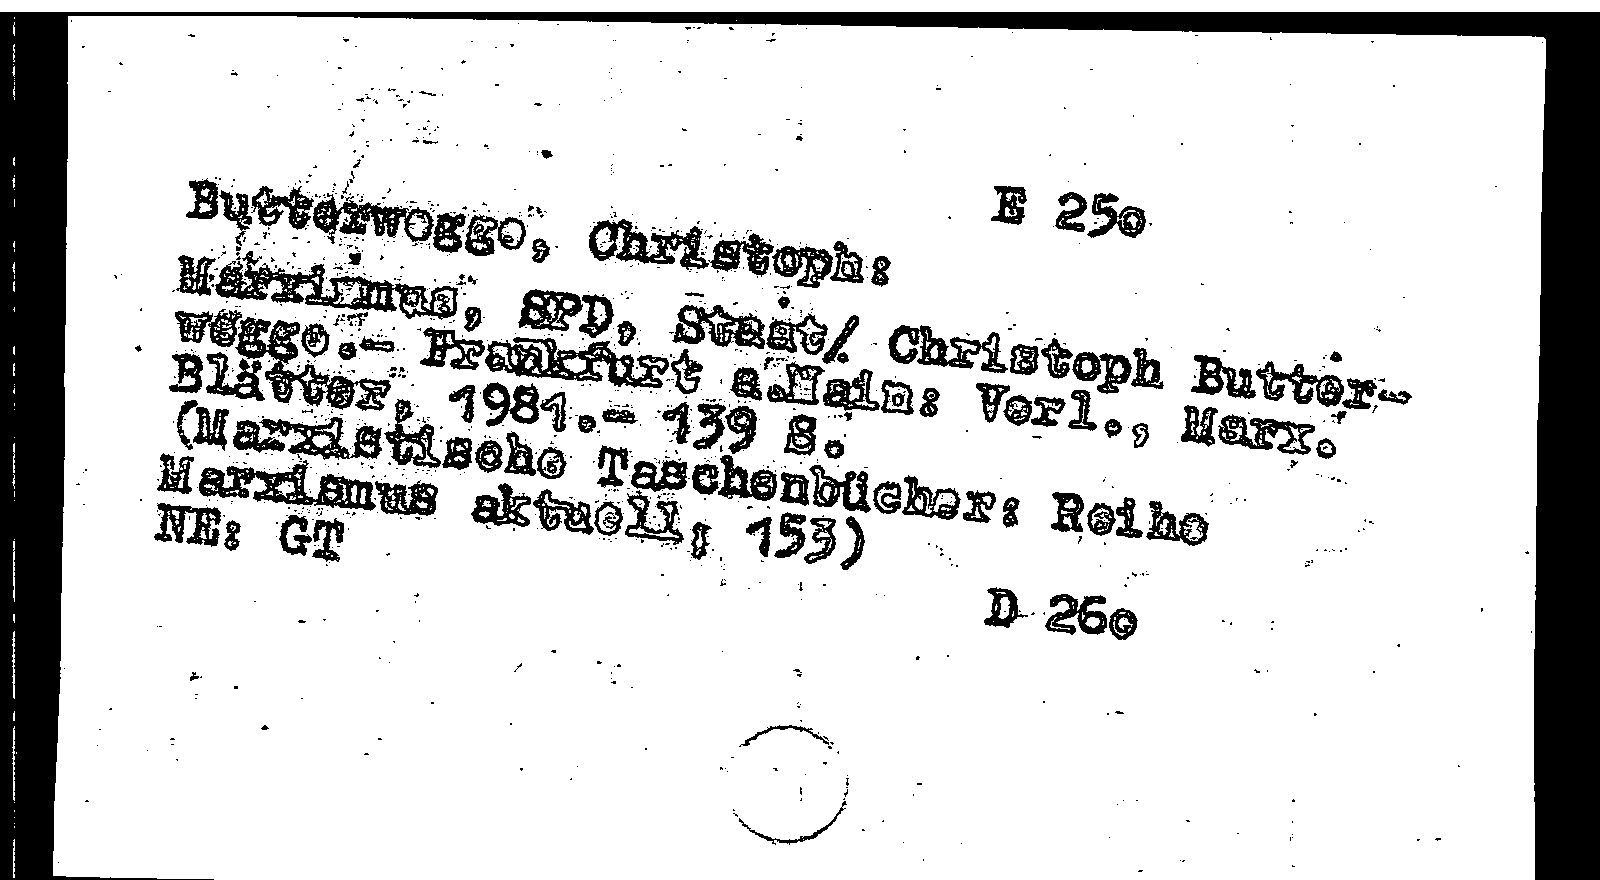 E 250
Butterwegge, Christoph:
Marxismus, SPD, Staat/ Christoph Butter-
wegge.- Frankfurt a.Main: Verl., Marx.
Blätter, 1981.- 139 S.
(Marxistische Taschenbücher: Reihe
Marxismus aktuell; 153)
NE: GT
D 260